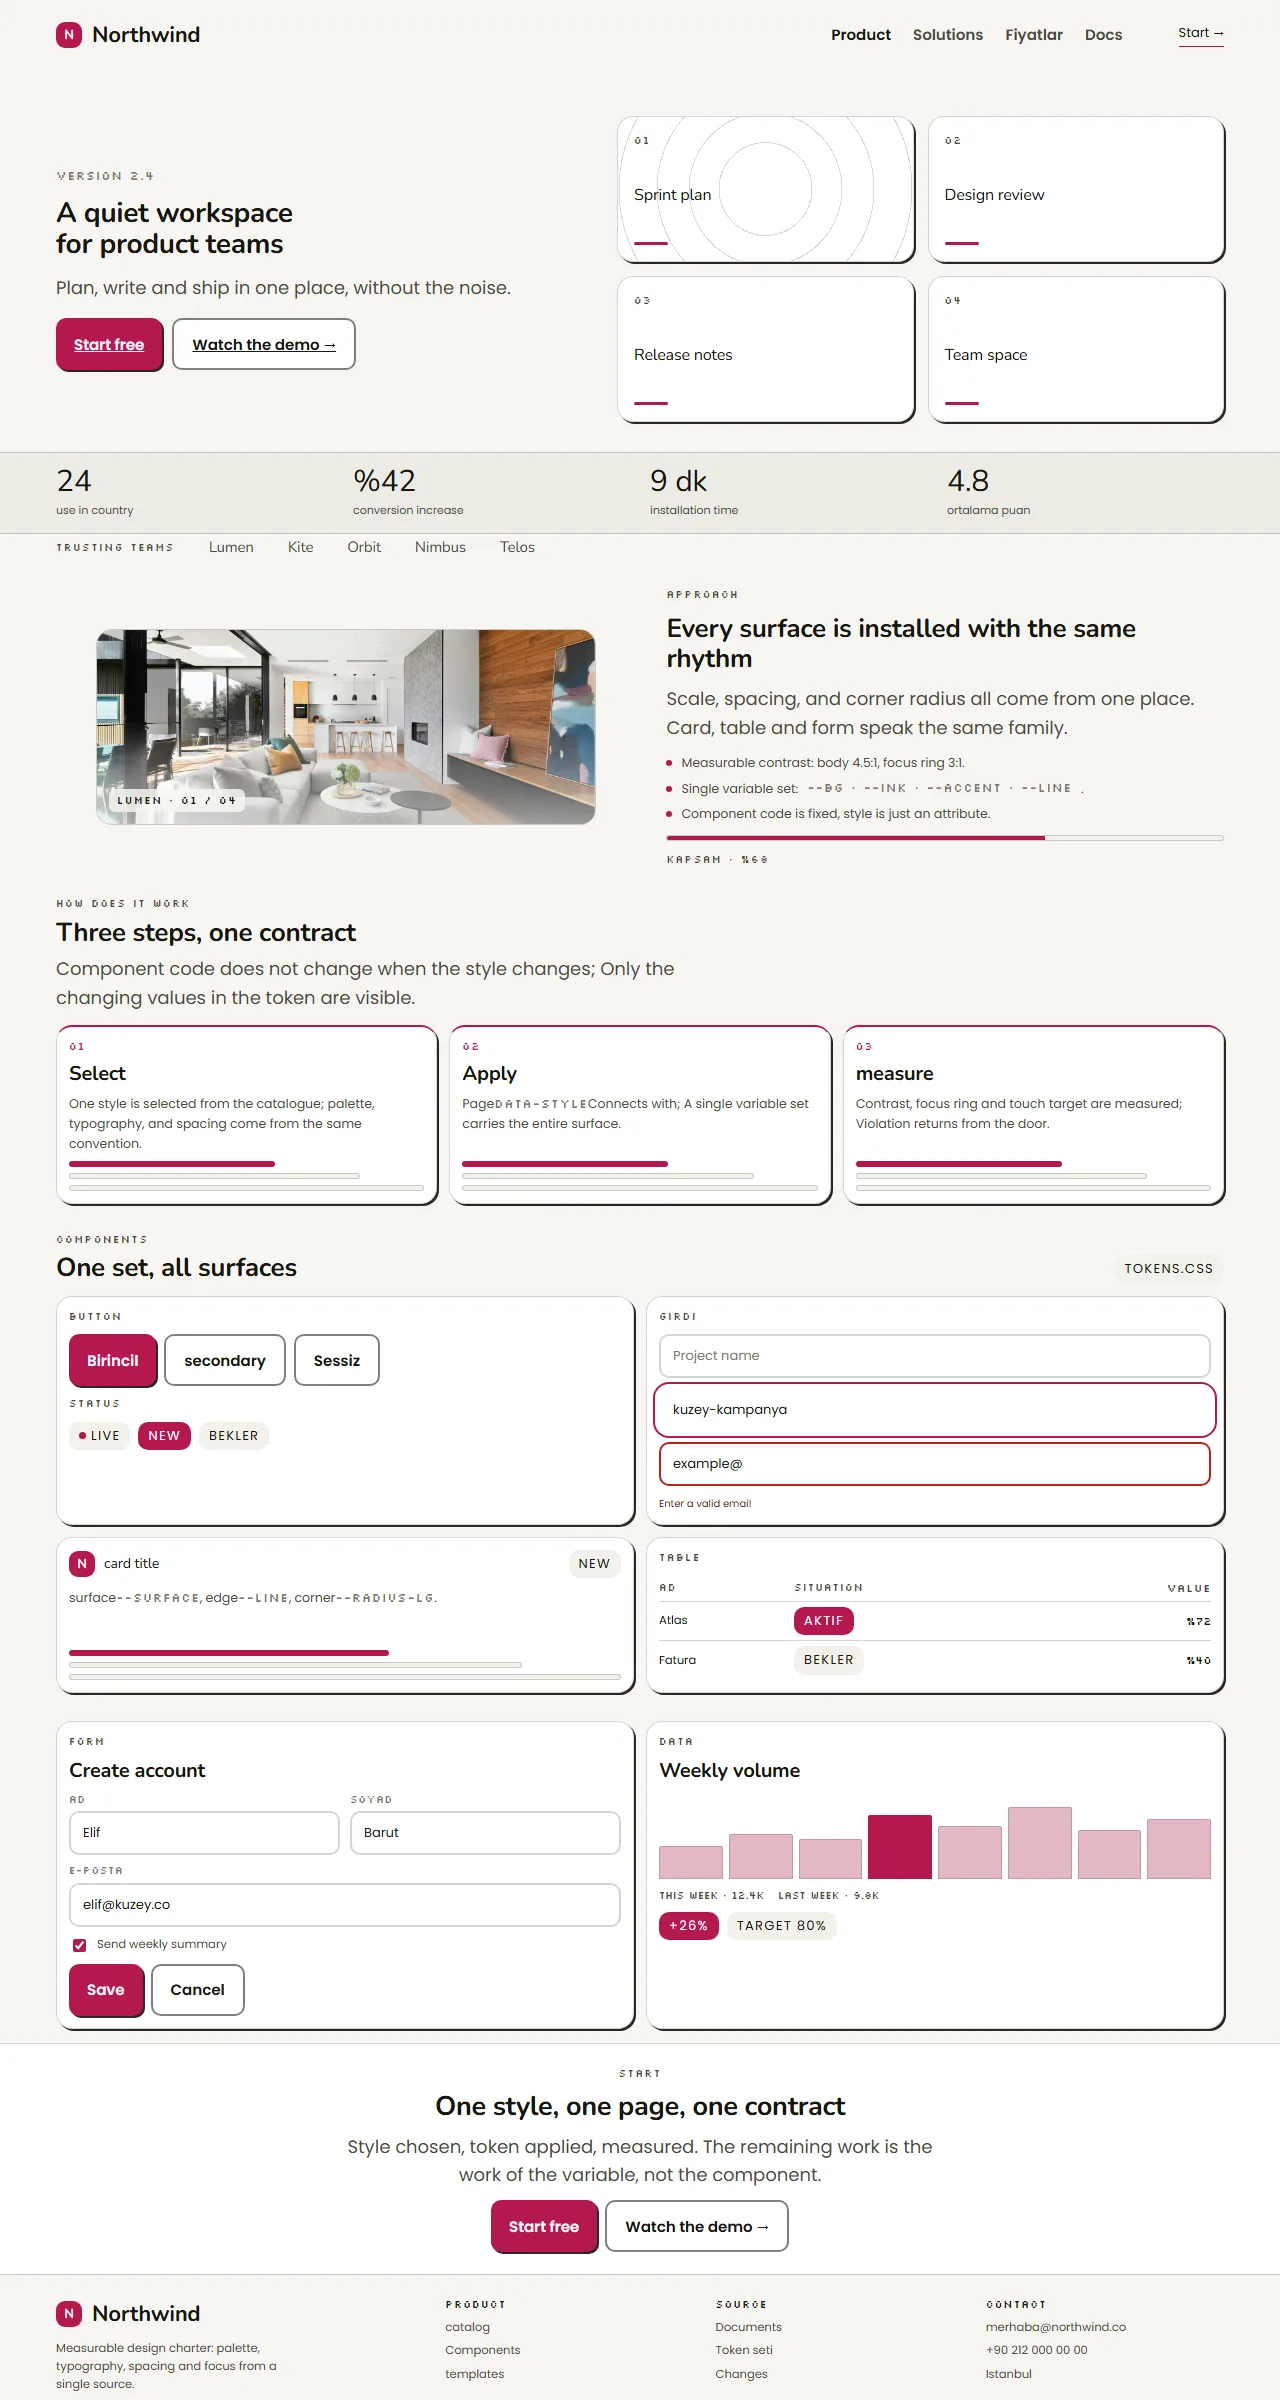 N Northwind
Product Solutions Fiyatlar Docs Start →
VERSION 2.4
A quiet workspace
for product teams
Plan, write and ship in one place, without the noise.
Start free
Watch the demo →
01
Sprint plan
02
Design review
03
Release notes
04
Team space
24
use in country
%42
conversion increase
9 dk
installation time
4.8
ortalama puan
TRUSTING TEAMS Lumen Kite Orbit Nimbus Telos
LUMEN · 01 / 04
APPROACH
Every surface is installed with the same
rhythm
Scale, spacing, and corner radius all come from one place.
Card, table and form speak the same family.
Measurable contrast: body 4.5:1, focus ring 3:1.
Single variable set: --BG · --INK · --ACCENT · --LINE .
Component code is fixed, style is just an attribute.
KAPSAM · %68
HOW DOES IT WORK
Three steps, one contract
Component code does not change when the style changes; Only the
changing values in the token are visible.
01
Select
One style is selected from the catalogue; palette,
typography, and spacing come from the same
convention.
02
Apply
PageDATA-STYLEConnects with; A single variable set
carries the entire surface.
03
measure
Contrast, focus ring and touch target are measured;
Violation returns from the door.
COMPONENTS
One set, all surfaces
TOKENS.CSS
BUTTON
Birincil
secondary
Sessiz
STATUS
LIVE
NEW
BEKLER
GIRDI
Project name
kuzey-kampanya
example@
Enter a valid email
N card title
NEW
surface--SURFACE, edge--LINE, corner--RADIUS-LG.
TABLE
AD SITUATION VALUE
Atlas AKTIF %72
Fatura BEKLER %40
FORM
Create account
AD
SOYAD
Elif
Barut
E-POSTA
elif@kuzey.co
Send weekly summary
Save
Cancel
DATA
Weekly volume
THIS WEEK · 12.4K LAST WEEK · 9.8K
+26%
TARGET 80%
START
One style, one page, one contract
Style chosen, token applied, measured. The remaining work is the
work of the variable, not the component.
Start free
Watch the demo →
N Northwind
Measurable design charter: palette,
typography, spacing and focus from a
single source.
PRODUCT
catalog
Components
templates
SOURCE
Documents
Token seti
Changes
CONTACT
merhaba@northwind.co
+90 212 000 00 00
Istanbul